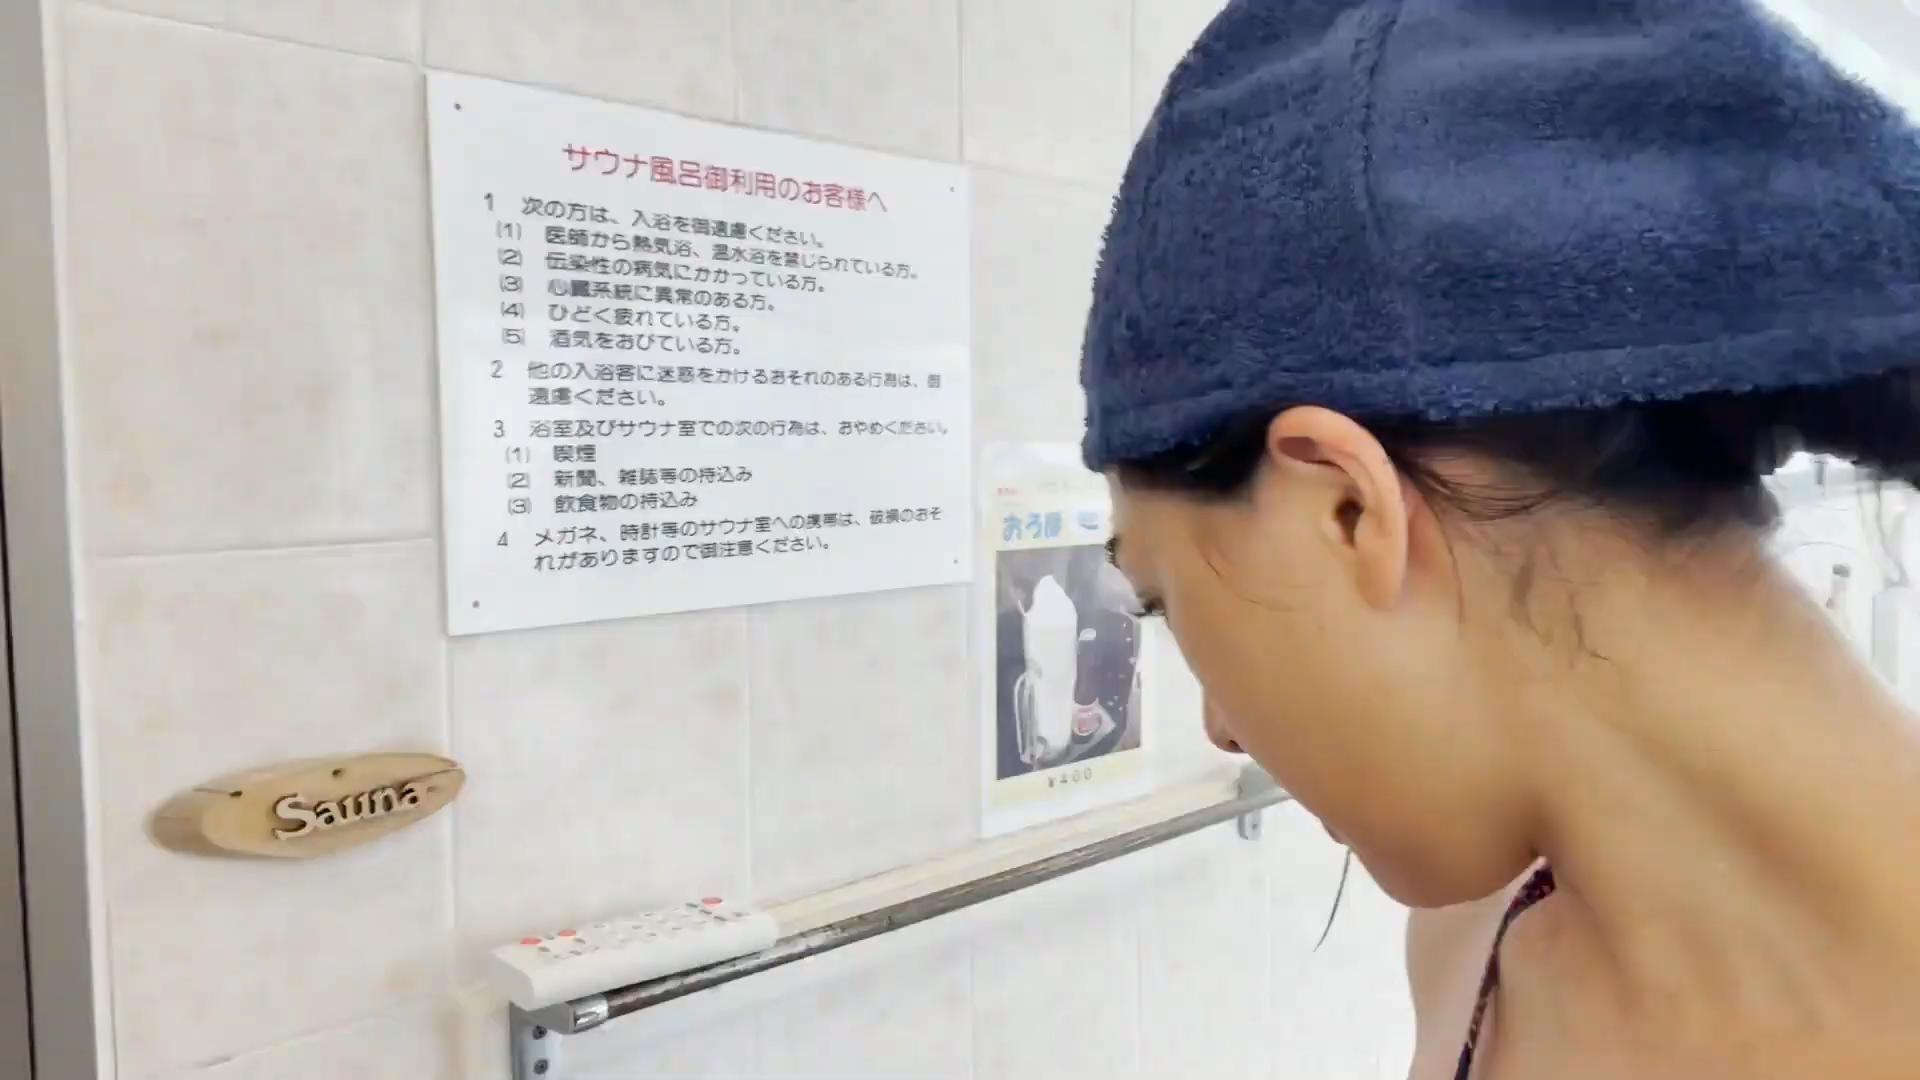 サウナ風呂御利用のお客様へ
1 次の方は、入浴を御遠慮ください。
(1) 医師から熱気浴、温水浴を禁じられている方。
(2) 伝染性の病気にかかっている方。
(3) 心臓系統に異常のある方。
(4) ひどく疲れている方。
(5) 酒気をおびている方。
2 他の入浴客に迷惑をかけるおそれのある行為は、御
遠慮ください。
3 浴室及びサウナ室での次の行為は、おやめください。
(1) 喫煙
(2) 新聞、雑誌等の持込み
(3) 飲食物の持込み
4 メガネ、時計等のサウナ室への携帯は、破損のおそ
れがありますので御注意ください。
Sauna
おうぽ
¥400